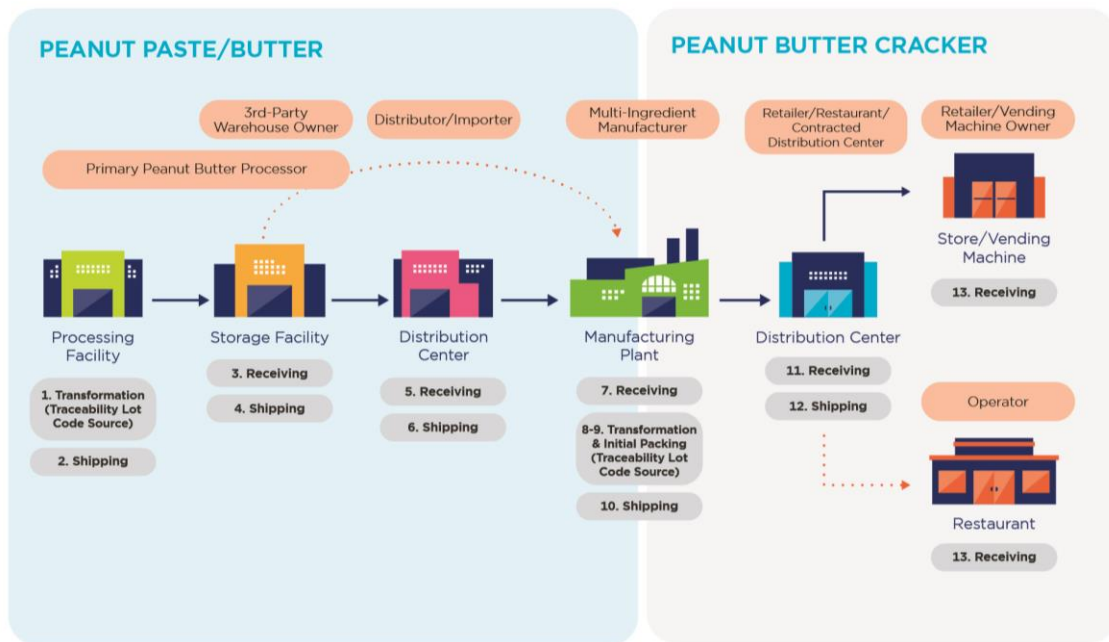 PEANUT PASTE/BUTTER
PEANUT BUTTER CRACKER
3rd-Party
Warehouse Owner
Distributor/Importer
Multi-Ingredient
Manufacturer
Retailer/Restaurant/
Contracted
Distribution Center
Retailer/Vending
Machine Owner
Primary Peanut Butter Processor
Processing
Facility
1. Transformation
(Traceability Lot
Code Source)
2. Shipping
Storage Facility
3. Receiving
4. Shipping
Distribution
Center
5. Receiving
6. Shipping
Manufacturing
Plant
7. Receiving
8-9. Transformation
& Initial Packing
(Traceability Lot
Code Source)
10. Shipping
Distribution Center
11. Receiving
12. Shipping
Store/Vending
Machine
13. Receiving
Operator
Restaurant
13. Receiving